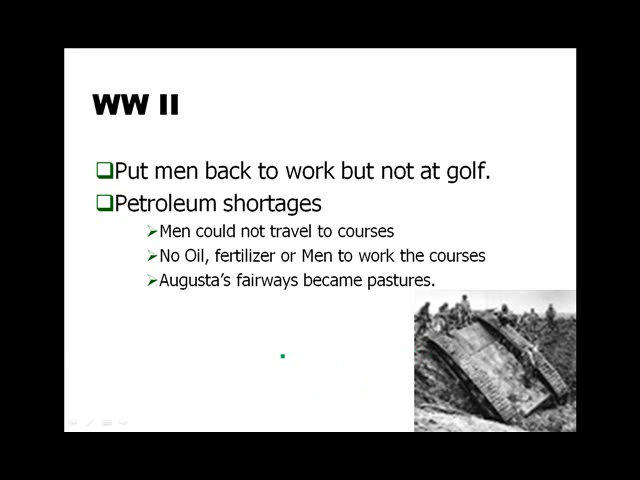 WW II
Put men back to work but not at golf.
Petroleum shortages
Men could not travel to courses
No Oil, fertilizer or Men to work the courses
Augusta's fairways became pastures.